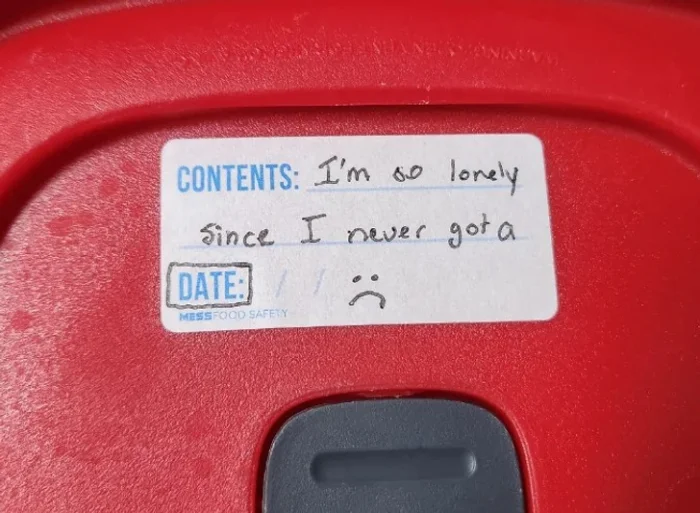 CONTENTS: I'm so lonely
since I never got a
DATE: / / :(
MESSFOOD SAFETY